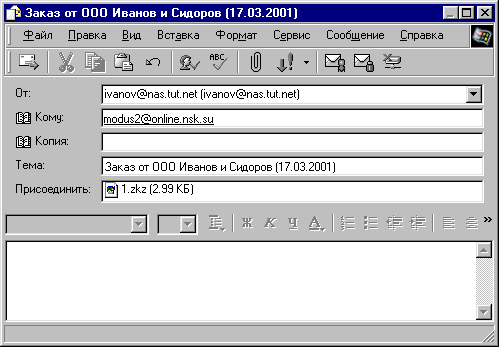 Заказ от ООО Иванов и Сидоров (17.03.2001)
Файл Правка Вид Вставка Формат Сервис Сообщение Справка
ABC
От: ivanov@nas.tut.net (ivanov@nas.tut.net)
Кому: modus2@online.nsk.su
Копия:
Тема: Заказ от ООО Иванов и Сидоров (17.03.2001)
Присоединить: 1.zkz (2.99 КБ)
Ж К Ч А